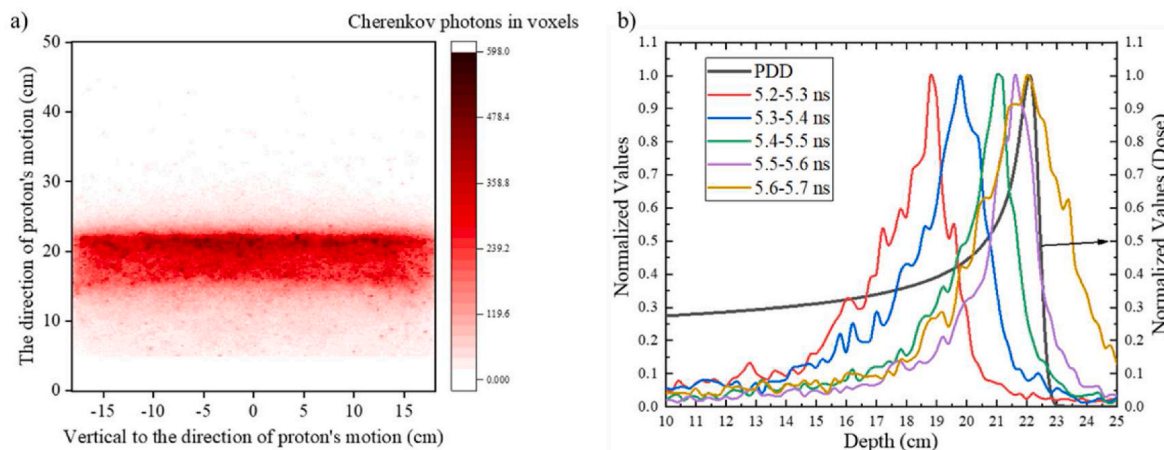 a)
Cherenkov photons in voxels
50
40
30
20
10
0
The direction of proton's motion (cm)
-15 -10 -5 0 5 10 15
Vertical to the direction of proton's motion (cm)
598.0
478.4
358.8
239.2
119.6
0.000
b)
1.1
1.0
0.9
0.8
0.7
0.6
0.5
0.4
0.3
0.2
0.1
0.0
Normalized Values
PDD
5.2-5.3 ns
5.3-5.4 ns
5.4-5.5 ns
5.5-5.6 ns
5.6-5.7 ns
10 11 12 13 14 15 16 17 18 19 20 21 22 23 24 25
Depth (cm)
1.1
1.0
0.9
0.8
0.7
0.6
0.5
0.4
0.3
0.2
0.1
0.0
Normalized Values (Dose)